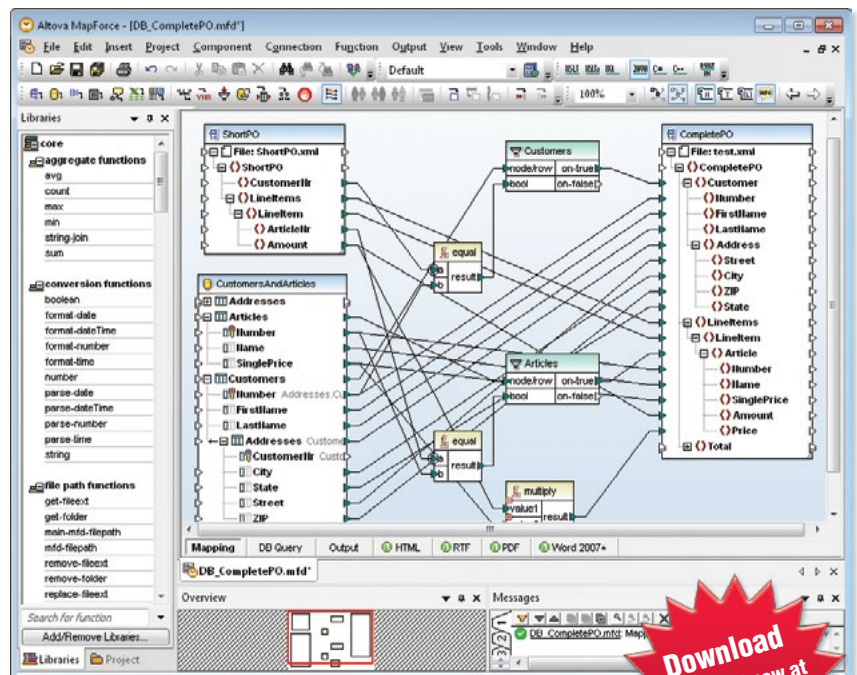 Altova MapForce - [DB_CompletePO.mfd*]
File Edit Insert Project Component Connection Function Output View Tools Window Help
Default
100%
Libraries
core
aggregate functions
avg
count
max
min
string-join
sum
conversion functions
boolean
format-date
format-dateTime
format-number
format-time
number
parse-date
parse-dateTime
parse-number
parse-time
string
file path functions
get-fileext
get-folder
main-mfd-filepath
mfd-filepath
remove-fileext
remove-folder
replace-fileext
Search for function
Add/Remove Libraries...
Libraries Project
ShortPO
File: ShortPO.xml
ShortPO
CustomerNr
LineItems
LineItem
ArticleNr
Amount
CustomersAndArticles
Addresses
Articles
Number
Name
SinglePrice
Customers
Number Addresses.Cu
FirstName
LastName
Addresses Custome
CustomerNr Custo
City
State
Street
ZIP
Customers
node/row on-true
bool on-false
equal
a
b
result
Articles
node/row on-true
bool on-false
equal
a
b
result
multiply
value1
result
CompletePO
File: test.xml
CompletePO
Customer
Number
FirstName
LastName
Address
Street
City
ZIP
State
LineItems
LineItem
Article
Number
Name
SinglePrice
Amount
Price
Total
Mapping DB Query Output HTML RTF PDF Word 2007+
DB_CompletePO.mfd*
Overview
Messages
DB_CompletePO.mfd: Mapp
Download
now at